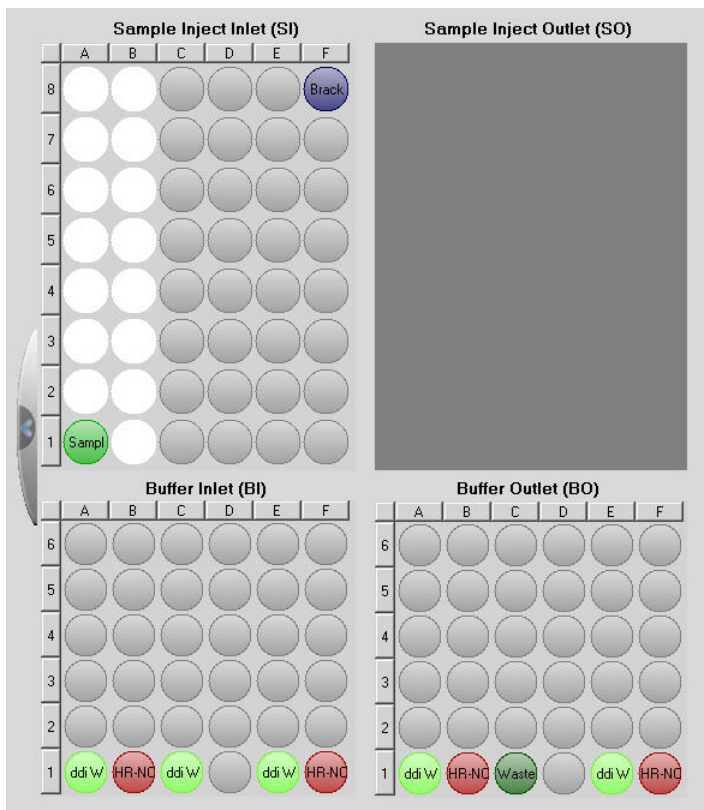 Sample Inject Inlet (SI)
Sample Inject Outlet (SO)
A B C D E F
8 Brack
7
6
5
4
3
2
1 Sampl
Buffer Inlet (BI)
Buffer Outlet (BO)
A B C D E F
A B C D E F
6
6
5
5
4
4
3
3
2
2
1 ddi W HR-NC ddi W ddi W HR-NC
1 ddi W HR-NC Waste ddi W HR-NC